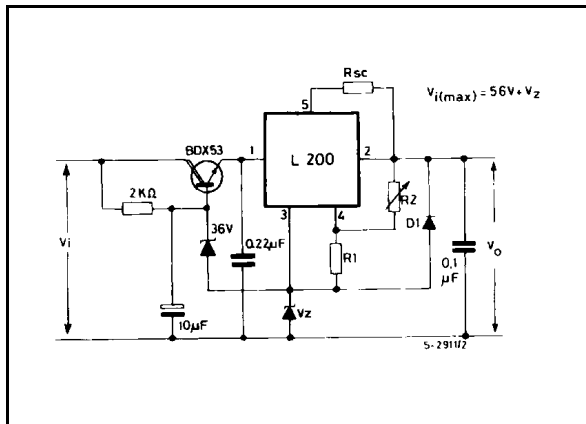 Rsc
Vi(max) = 56V + Vz
5
BDX53
1
L 200
2
2KΩ
3
4
R2
36V
D1
Vi
0.22µF
R1
0,1
µF
Vo
10µF
Vz
S-2911/2